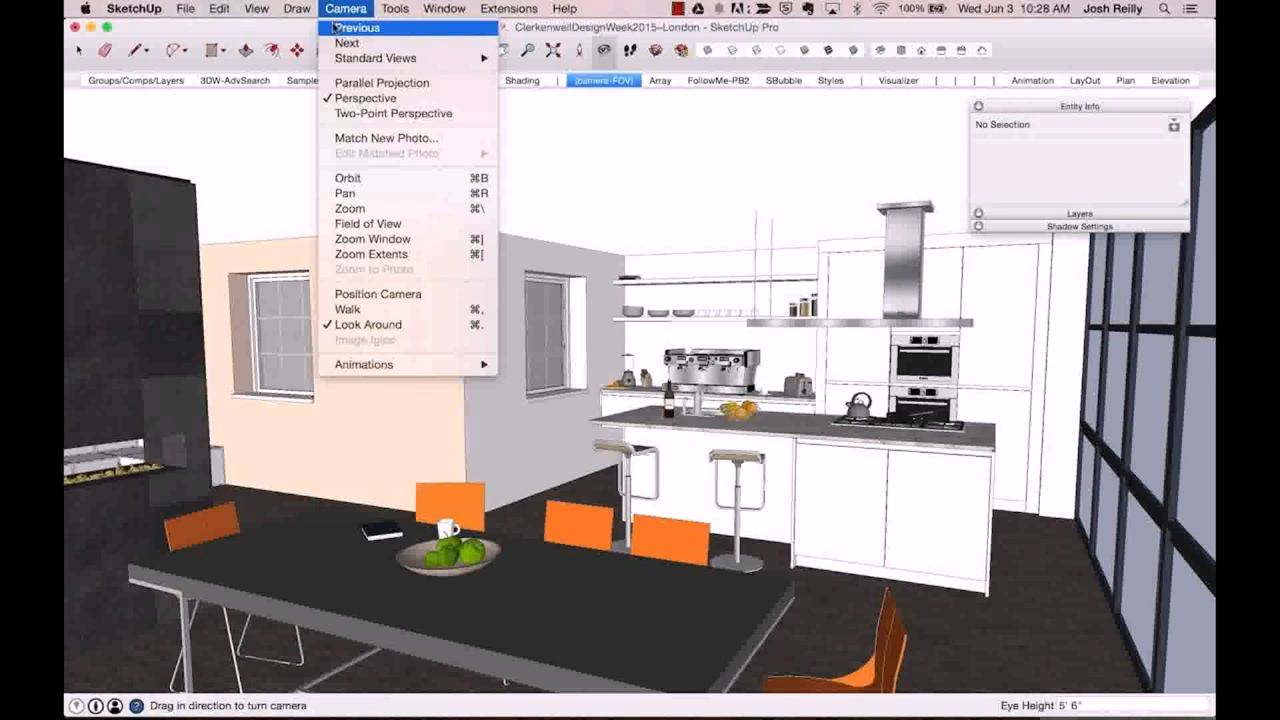 SketchUp File Edit View Draw Camera Tools Window Extensions Help 100% Wed Jun 3 10:28 AM Josh Reilly
ClerkenwellDesignWeek2015–London - SketchUp Pro
Groups/Comps/Layers 3DW-AdvSearch Sample Shading | (camera-FOV) Array FollowMe-PB2 SBubble Styles | Visualizer | | | | Animation LayOut Plan Elevation
Previous
Next
Standard Views
Parallel Projection
✓ Perspective
Two-Point Perspective
Match New Photo...
Edit Matched Photo
Orbit ⌘B
Pan ⌘R
Zoom ⌘\
Field of View
Zoom Window ⌘]
Zoom Extents ⌘[
Zoom to Photo
Position Camera
Walk ⌘,
✓ Look Around ⌘.
Image Igloo
Animations
Entity Info
No Selection
Layers
Shadow Settings
Drag in direction to turn camera
Eye Height 5' 6"